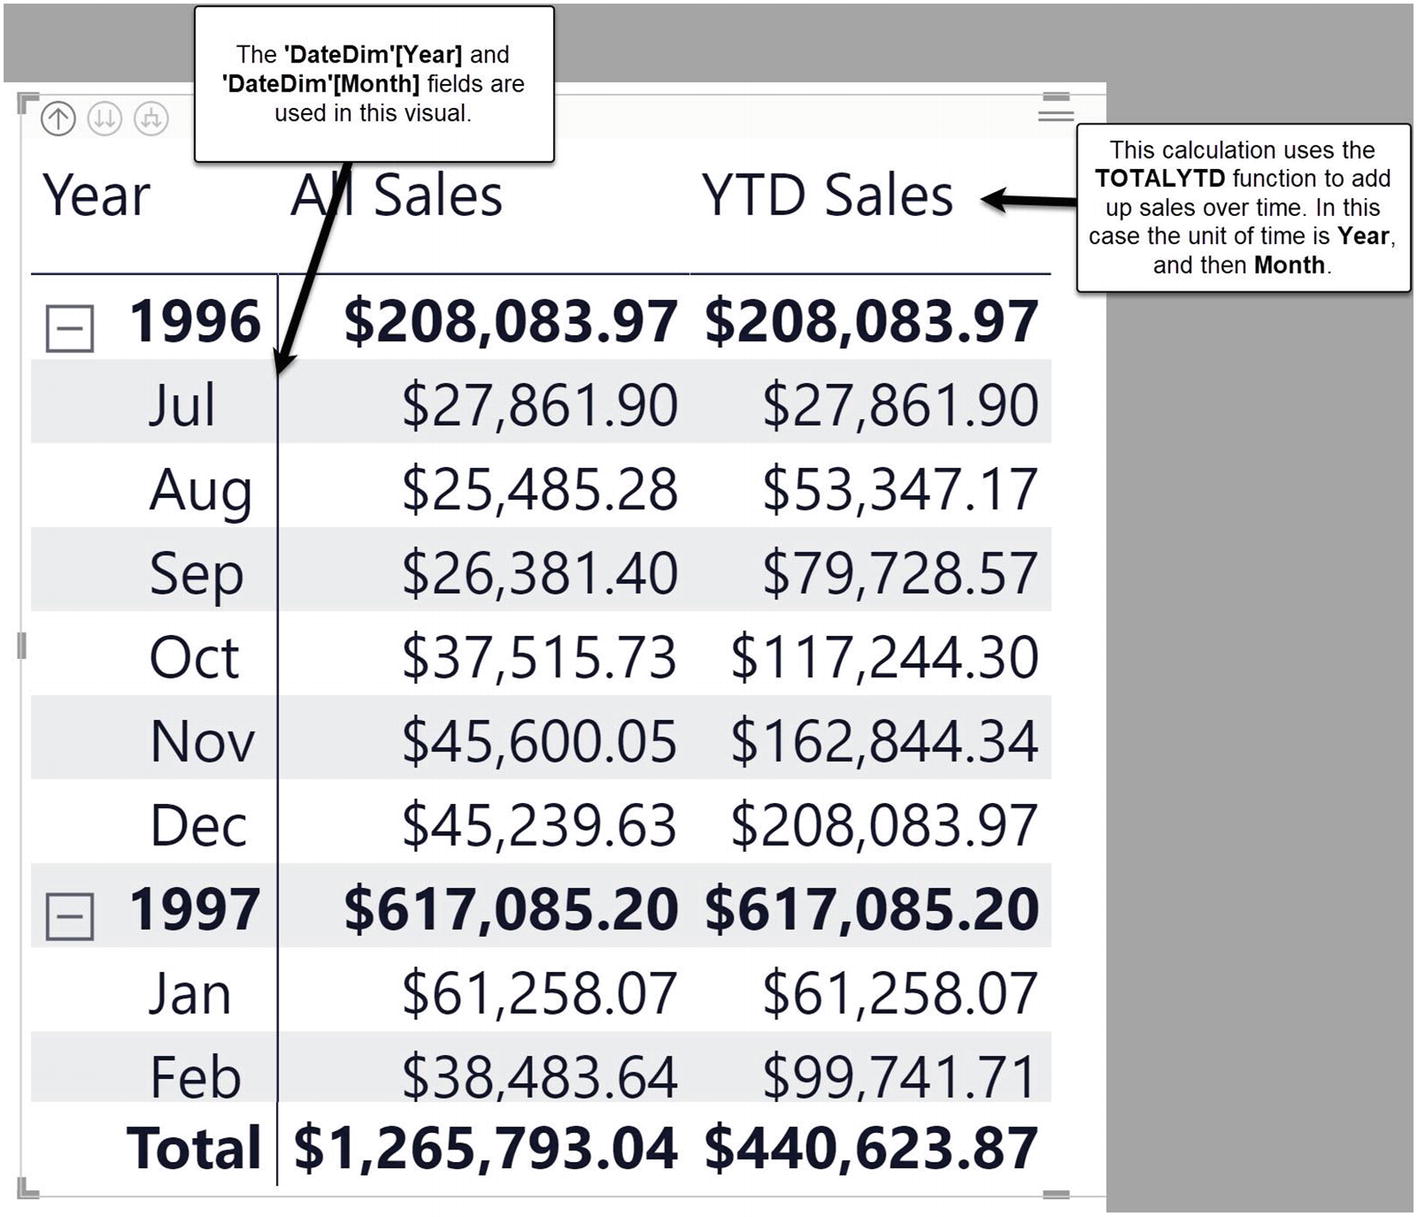 The 'DateDim'[Year] and
'DateDim'[Month] fields are
used in this visual.
This calculation uses the
TOTALYTD function to add
up sales over time. In this
case the unit of time is Year,
and then Month.
Year All Sales YTD Sales
1996 $208,083.97 $208,083.97
Jul $27,861.90 $27,861.90
Aug $25,485.28 $53,347.17
Sep $26,381.40 $79,728.57
Oct $37,515.73 $117,244.30
Nov $45,600.05 $162,844.34
Dec $45,239.63 $208,083.97
1997 $617,085.20 $617,085.20
Jan $61,258.07 $61,258.07
Feb $38,483.64 $99,741.71
Total $1,265,793.04 $440,623.87